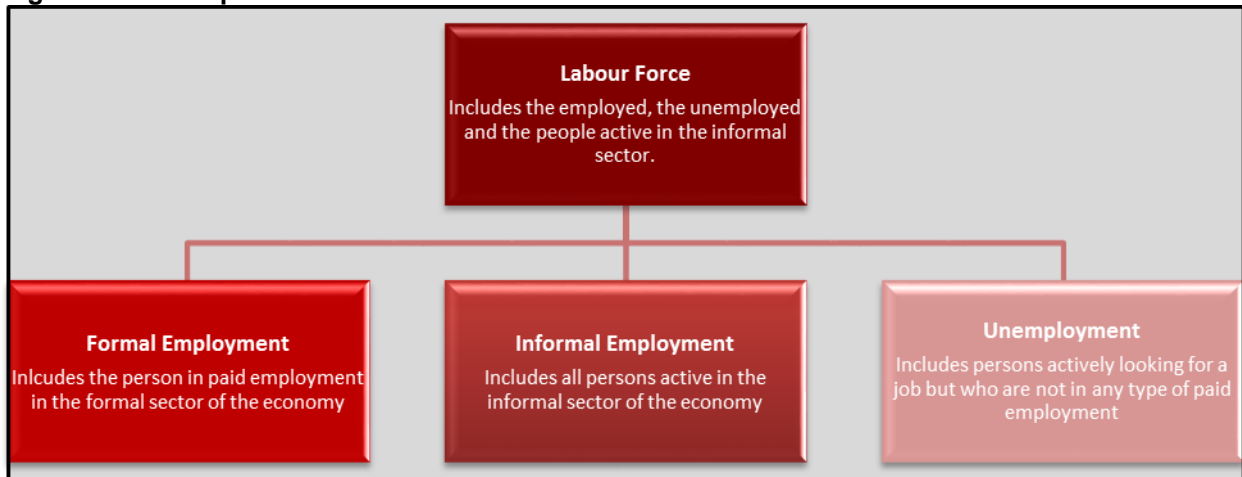 Labour Force
Includes the employed, the unemployed
and the people active in the informal
sector.
Formal Employment
Inlcudes the person in paid employment
in the formal sector of the economy
Informal Employment
Includes all persons active in the
informal sector of the economy
Unemployment
Includes persons actively looking for a
job but who are not in any type of paid
employment